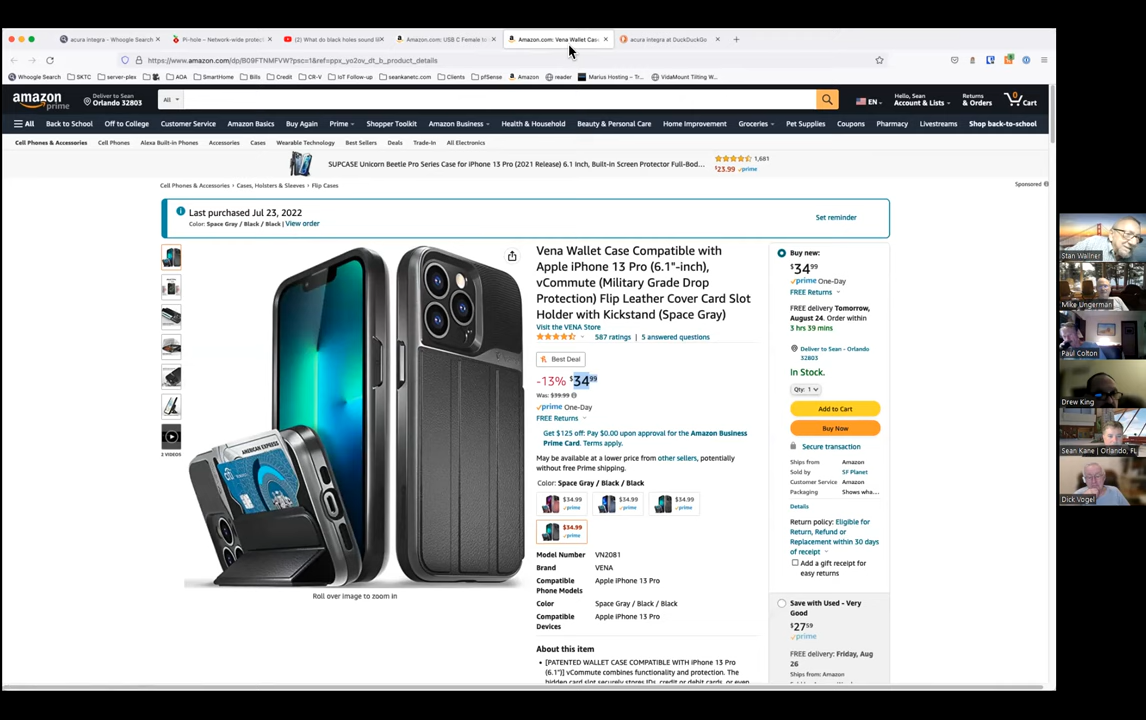 acura integra - Whoogle Search
Pi-hole – Network-wide protect
(2) What do black holes sound li
Amazon.com: USB C Female to
Amazon.com: Vena Wallet Cas
acura integra at DuckDuckGo
https://www.amazon.com/dp/B09FTNMFVW?psc=1&ref=ppx_yo2ov_dt_b_product_details
Whoogle Search
SKTC
server-plex
AOA
SmartHome
Bills
Credit
CR-V
IoT Follow-up
seankanetc.com
Clients
pfSense
Amazon
reader
Marius Hosting – Tr...
VidaMount Tilting W...
amazon
prime
Deliver to Sean
Orlando 32803
All
EN
Hello, Sean
Account & Lists
Returns
& Orders
0
Cart
All
Back to School
Off to College
Customer Service
Amazon Basics
Buy Again
Prime
Shopper Toolkit
Amazon Business
Health & Household
Beauty & Personal Care
Home Improvement
Groceries
Pet Supplies
Coupons
Pharmacy
Livestreams
Shop back-to-school
Cell Phones & Accessories
Cell Phones
Alexa Built-in Phones
Accessories
Cases
Wearable Technology
Best Sellers
Deals
Trade-In
All Electronics
SUPCASE Unicorn Beetle Pro Series Case for iPhone 13 Pro (2021 Release) 6.1 Inch, Built-in Screen Protector Full-Bod...
1,681
$23.99 prime
Cell Phones & Accessories › Cases, Holsters & Sleeves › Flip Cases
Sponsored
Last purchased Jul 23, 2022
Color: Space Gray / Black / Black | View order
Set reminder
2 VIDEOS
AMERICAN EXPRESS
citi
Roll over image to zoom in
Vena Wallet Case Compatible with
Apple iPhone 13 Pro (6.1"-inch),
vCommute (Military Grade Drop
Protection) Flip Leather Cover Card Slot
Holder with Kickstand (Space Gray)
Visit the VENA Store
587 ratings | 5 answered questions
Best Deal
-13% $34 99
Was: $39.99
prime One-Day
FREE Returns
Get $125 off: Pay $0.00 upon approval for the Amazon Business
Prime Card. Terms apply.
May be available at a lower price from other sellers, potentially
without free Prime shipping.
Color: Space Gray / Black / Black
$34.99
prime
$34.99
prime
$34.99
prime
$34.99
prime
Model Number VN2081
Brand VENA
Compatible Apple iPhone 13 Pro
Phone Models
Color Space Gray / Black / Black
Compatible Apple iPhone 13 Pro
Devices
About this item
• [PATENTED WALLET CASE COMPATIBLE WITH iPhone 13 Pro
(6.1")] vCommute combines functionality and protection. The
hidden card slot securely stores IDs, credit or debit cards, or even
Buy new:
$34 99
prime One-Day
FREE Returns
FREE delivery Tomorrow,
August 24. Order within
3 hrs 39 mins
Deliver to Sean - Orlando
32803
In Stock.
Qty: 1
Add to Cart
Buy Now
Secure transaction
Ships from Amazon
Sold by SF Planet
Customer Service Amazon
Packaging Shows wha...
Details
Return policy: Eligible for
Return, Refund or
Replacement within 30 days
of receipt
Add a gift receipt for
easy returns
Save with Used - Very
Good
$27 59
prime
FREE delivery: Friday, Aug
26
Ships from: Amazon
Stan Wallner
Mike Ungerman
Paul Colton
Drew King
Sean Kane | Orlando, FL
Dick Vogel